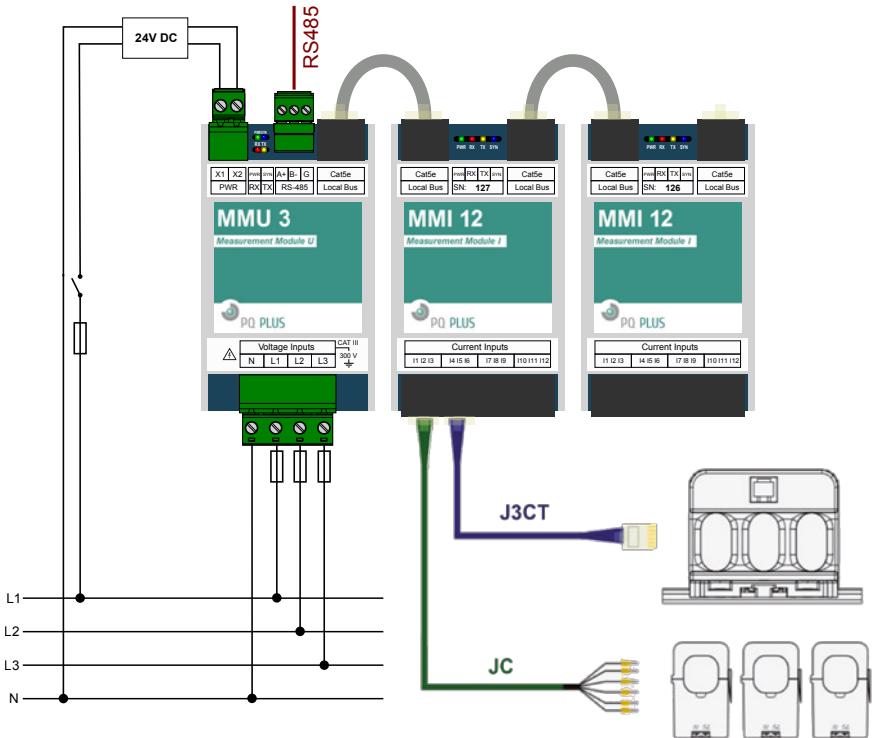 24V DC
RS485
X1 X2 PWR SYN A+ B- G Cat5e
PWR RX TX RS-485 Local Bus
MMU 3
Measurement Module U
PQ PLUS
Voltage Inputs CAT III
N L1 L2 L3 300 V
PWR RX TX SYN
Cat5e PWR RX TX SYN Cat5e
Local Bus SN: 127 Local Bus
MMI 12
Measurement Module I
PQ PLUS
Current Inputs
I1 I2 I3 I4 I5 I6 I7 I8 I9 I10 I11 I12
PWR RX TX SYN
Cat5e PWR RX TX SYN Cat5e
Local Bus SN: 126 Local Bus
MMI 12
Measurement Module I
PQ PLUS
Current Inputs
I1 I2 I3 I4 I5 I6 I7 I8 I9 I10 I11 I12
J3CT
JC
L1
L2
L3
N